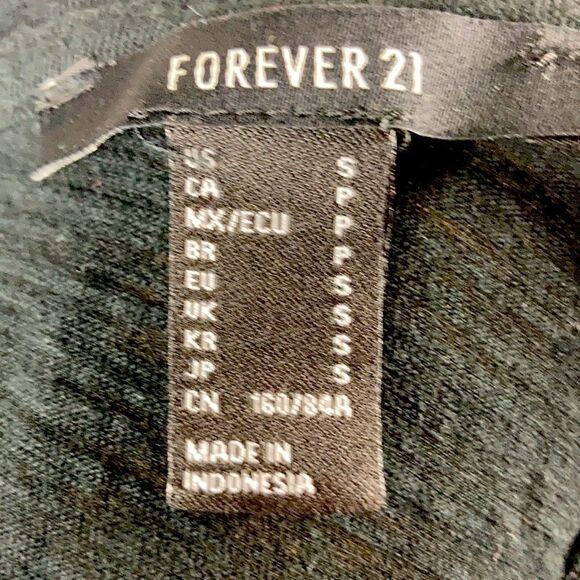 FOREVER 21
US S
CA P
MX/ECU P
BR P
EU S
UK S
KR S
JP S
CN 160/84A
MADE IN
INDONESIA